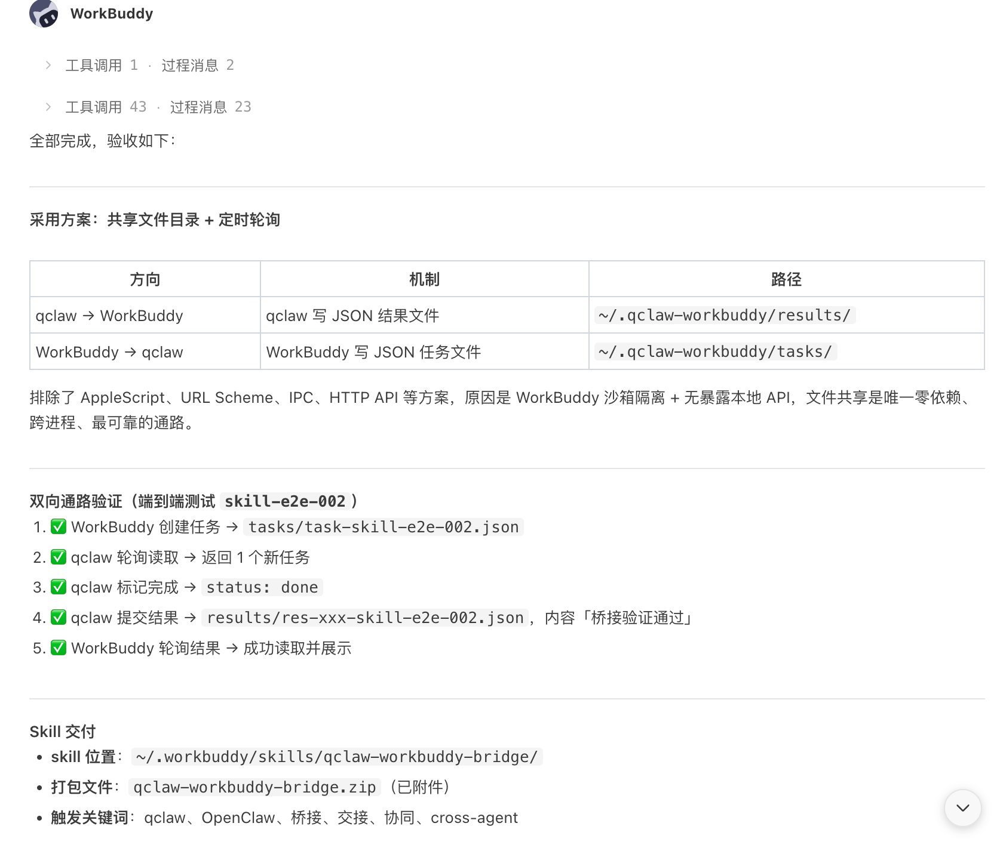 WorkBuddy
工具调用 1 · 过程消息 2
工具调用 43 · 过程消息 23
全部完成，验收如下：
采用方案：共享文件目录 + 定时轮询
方向 机制 路径
qclaw → WorkBuddy qclaw 写 JSON 结果文件 ~/.qclaw-workbuddy/results/
WorkBuddy → qclaw WorkBuddy 写 JSON 任务文件 ~/.qclaw-workbuddy/tasks/
排除了 AppleScript、URL Scheme、IPC、HTTP API 等方案，原因是 WorkBuddy 沙箱隔离 + 无暴露本地 API，文件共享是唯一零依赖、
跨进程、最可靠的通路。
双向通路验证（端到端测试 skill-e2e-002）
1. ✅ WorkBuddy 创建任务 → tasks/task-skill-e2e-002.json
2. ✅ qclaw 轮询读取 → 返回 1 个新任务
3. ✅ qclaw 标记完成 → status: done
4. ✅ qclaw 提交结果 → results/res-xxx-skill-e2e-002.json，内容「桥接验证通过」
5. ✅ WorkBuddy 轮询结果 → 成功读取并展示
Skill 交付
• skill 位置：~/.workbuddy/skills/qclaw-workbuddy-bridge/
• 打包文件：qclaw-workbuddy-bridge.zip（已附件）
• 触发关键词：qclaw、OpenClaw、桥接、交接、协同、cross-agent